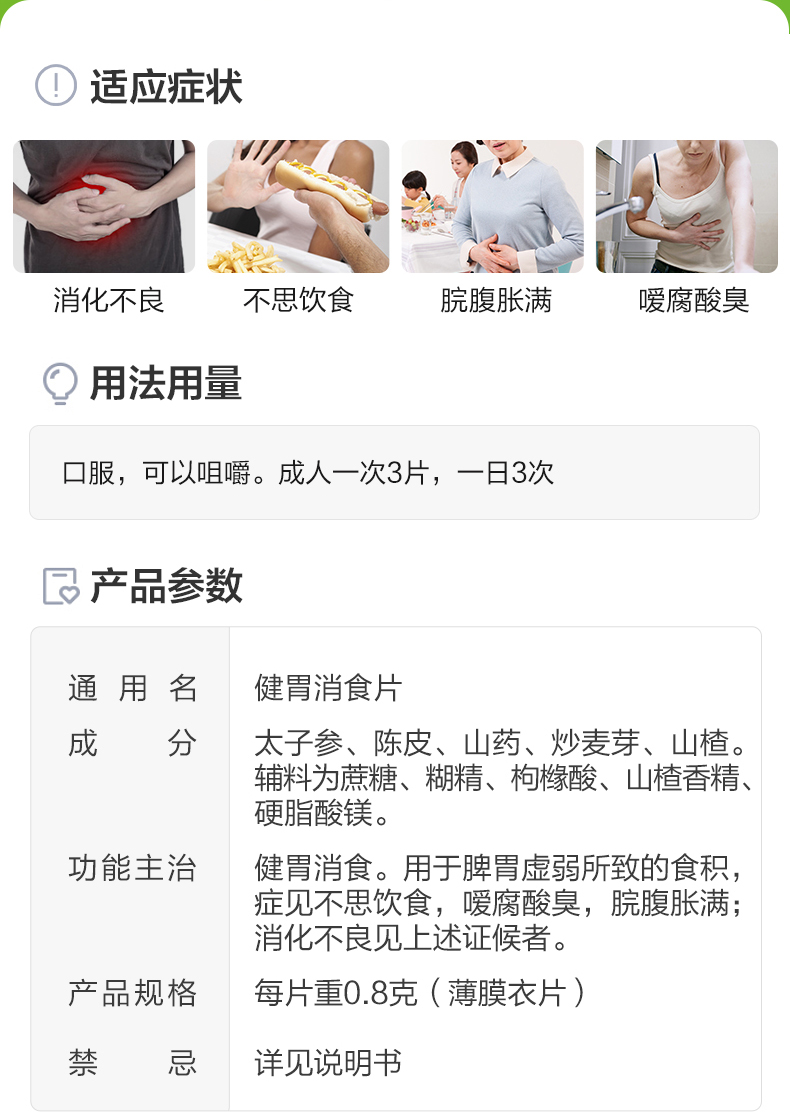 适应症状
消化不良
不思饮食
脘腹胀满
嗳腐酸臭
用法用量
口服，可以咀嚼。成人一次3片，一日3次
产品参数
通用名 健胃消食片
成分 太子参、陈皮、山药、炒麦芽、山楂。
辅料为蔗糖、糊精、枸橼酸、山楂香精、
硬脂酸镁。
功能主治 健胃消食。用于脾胃虚弱所致的食积，
症见不思饮食，嗳腐酸臭，脘腹胀满；
消化不良见上述证候者。
产品规格 每片重0.8克（薄膜衣片）
禁忌 详见说明书